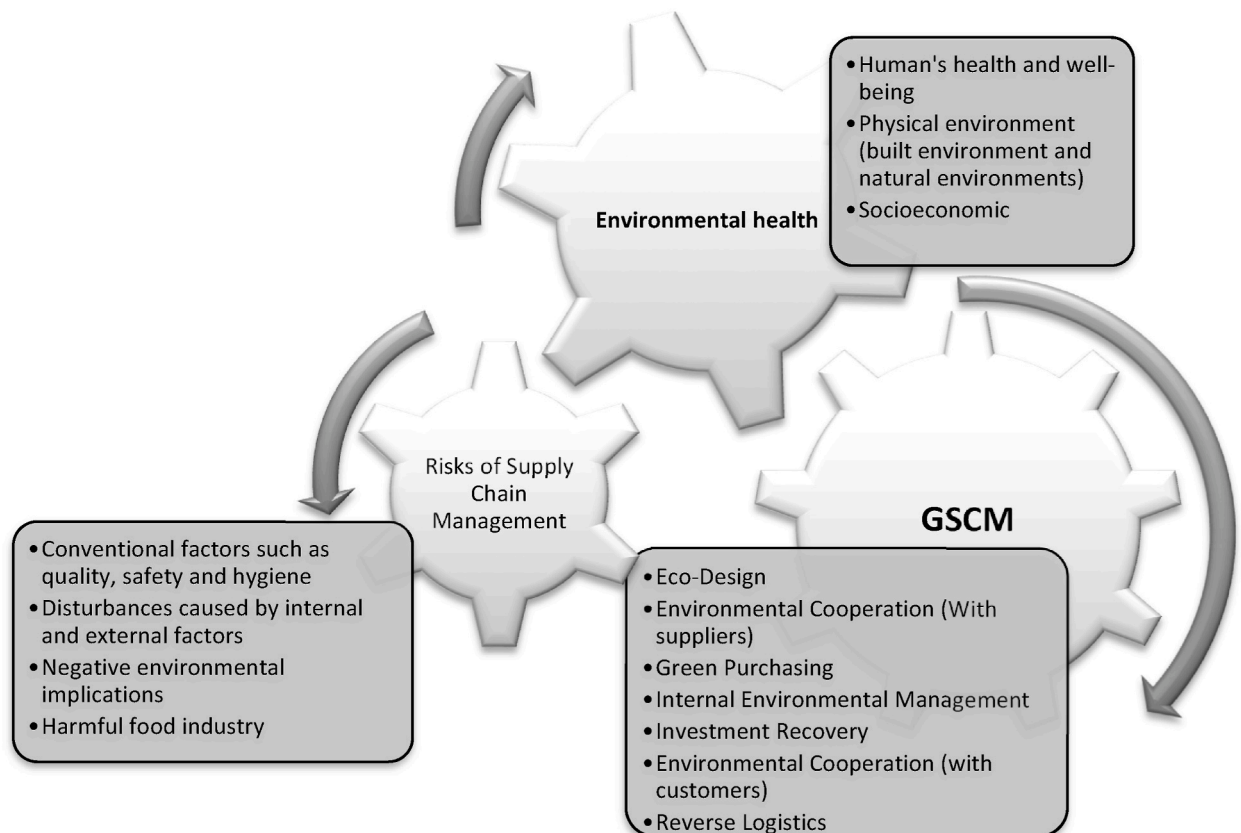 •Human's health and well-
being
•Physical environment
(built environment and
natural environments)
•Socioeconomic
Environmental health
Risks of Supply
Chain
Management
•Conventional factors such as
quality, safety and hygiene
•Disturbances caused by internal
and external factors
•Negative environmental
implications
•Harmful food industry
GSCM
•Eco-Design
•Environmental Cooperation (With
suppliers)
•Green Purchasing
•Internal Environmental Management
•Investment Recovery
•Environmental Cooperation (with
customers)
•Reverse Logistics